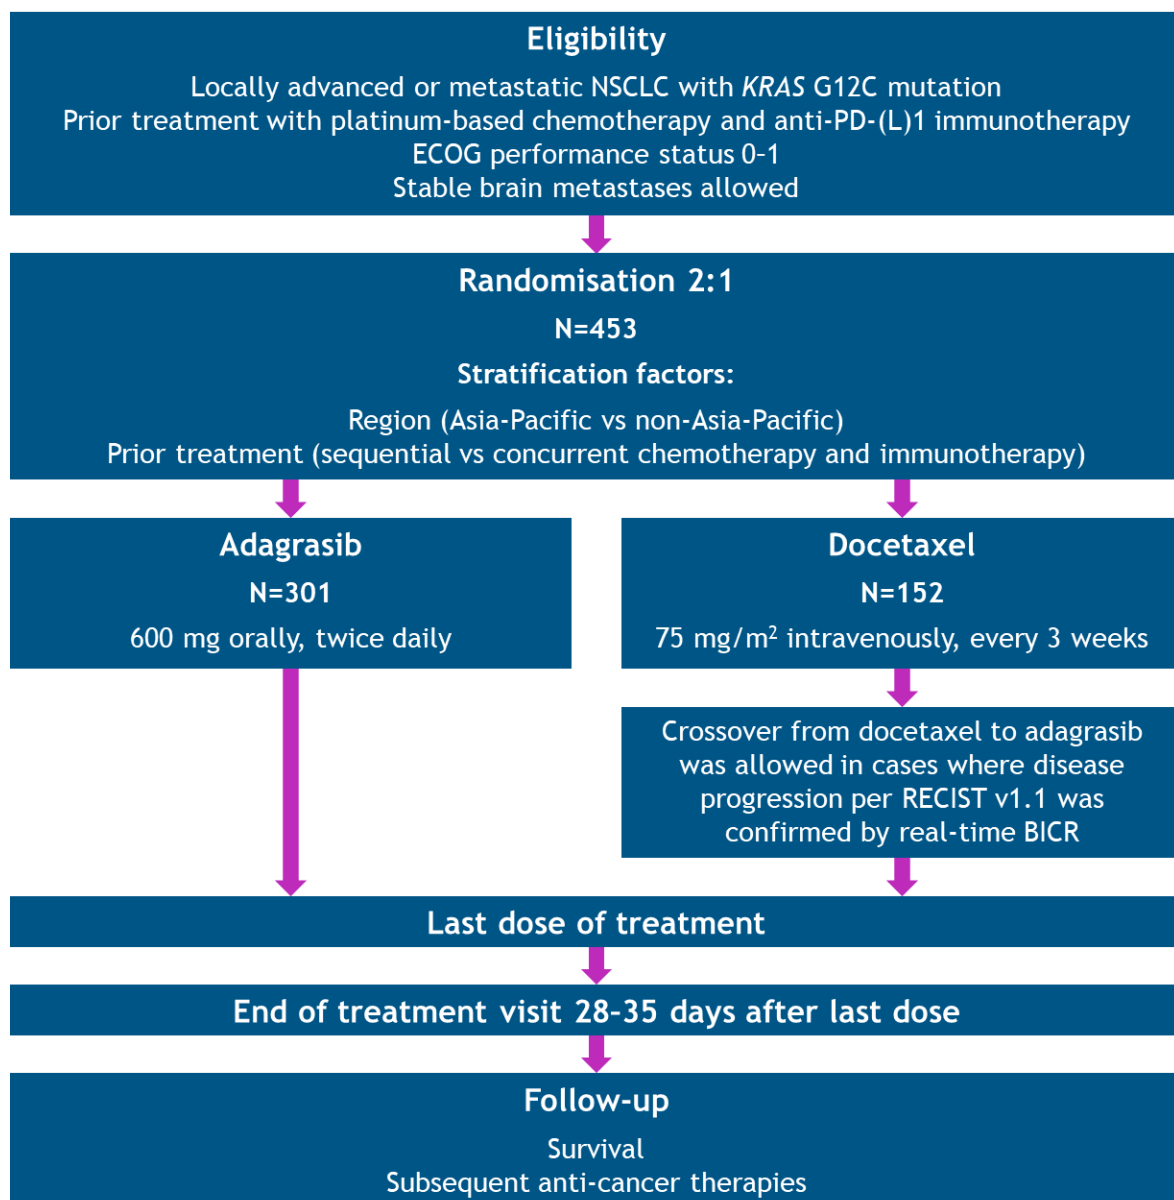 Eligibility
Locally advanced or metastatic NSCLC with KRAS G12C mutation
Prior treatment with platinum-based chemotherapy and anti-PD-(L)1 immunotherapy
ECOG performance status 0–1
Stable brain metastases allowed
Randomisation 2:1
N=453
Stratification factors:
Region (Asia-Pacific vs non-Asia-Pacific)
Prior treatment (sequential vs concurrent chemotherapy and immunotherapy)
Adagrasib
N=301
600 mg orally, twice daily
Docetaxel
N=152
75 mg/m² intravenously, every 3 weeks
Crossover from docetaxel to adagrasib
was allowed in cases where disease
progression per RECIST v1.1 was
confirmed by real-time BICR
Last dose of treatment
End of treatment visit 28–35 days after last dose
Follow-up
Survival
Subsequent anti-cancer therapies